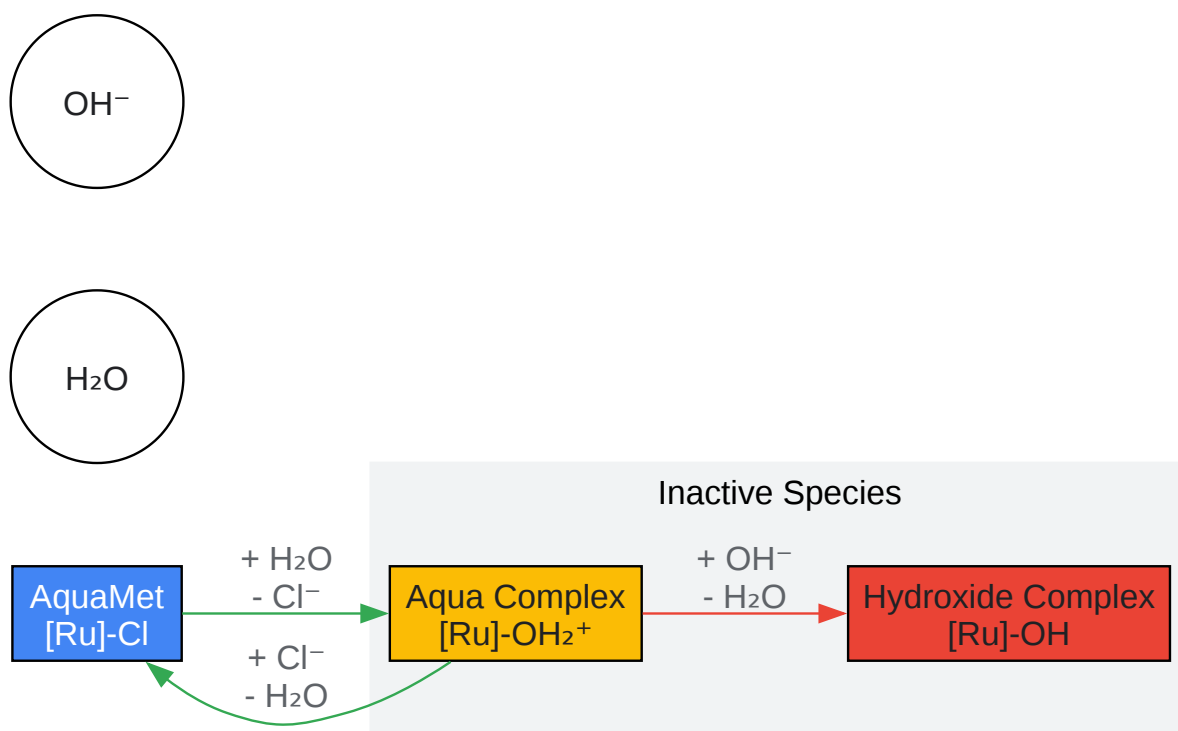 OH⁻
H₂O
Inactive Species
+ H₂O
- Cl⁻
+ OH⁻
- H₂O
AquaMet
[Ru]-Cl
Aqua Complex
[Ru]-OH₂⁺
Hydroxide Complex
[Ru]-OH
+ Cl⁻
- H₂O